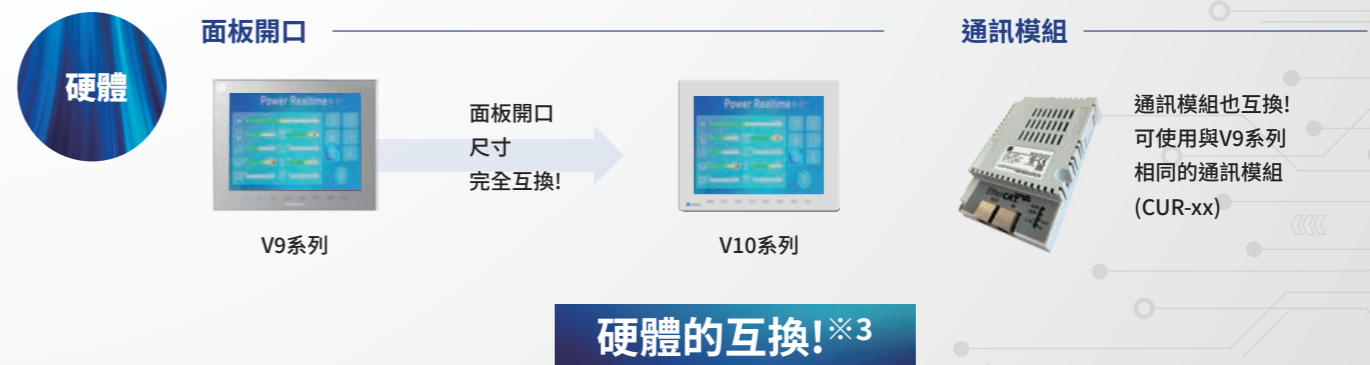 硬體
面板開口
Power Realtime
V9系列
面板開口
尺寸
完全互換!
Power Realtime
V10系列
通訊模組
EtherCAT
通訊模組也互換!
可使用與V9系列
相同的通訊模組
(CUR-xx)
硬體的互換!※3